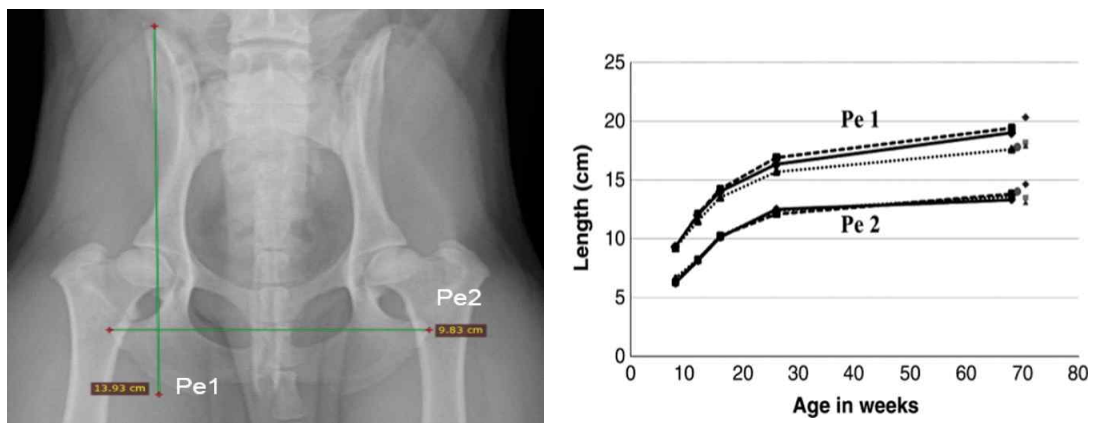 Pe2
9.83 cm
13.93 cm
Pe1
25
20
15
10
5
0
Length (cm)
Pe 1
Pe 2
0 10 20 30 40 50 60 70 80
Age in weeks